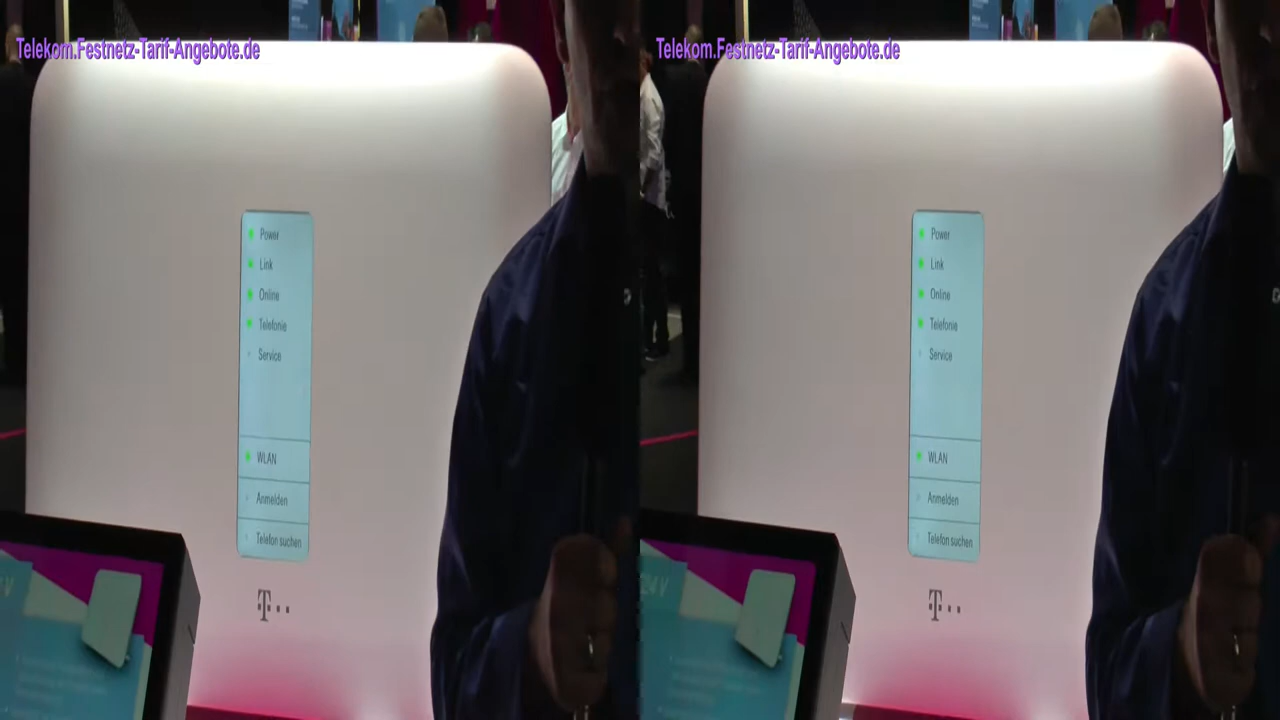 Telekom.Festnetz-Tarif-Angebote.de
Power
Link
Online
Telefonie
Service
WLAN
Anmelden
Telefon suchen
T··
Telekom.Festnetz-Tarif-Angebote.de
Power
Link
Online
Telefonie
Service
WLAN
Anmelden
Telefon suchen
T··